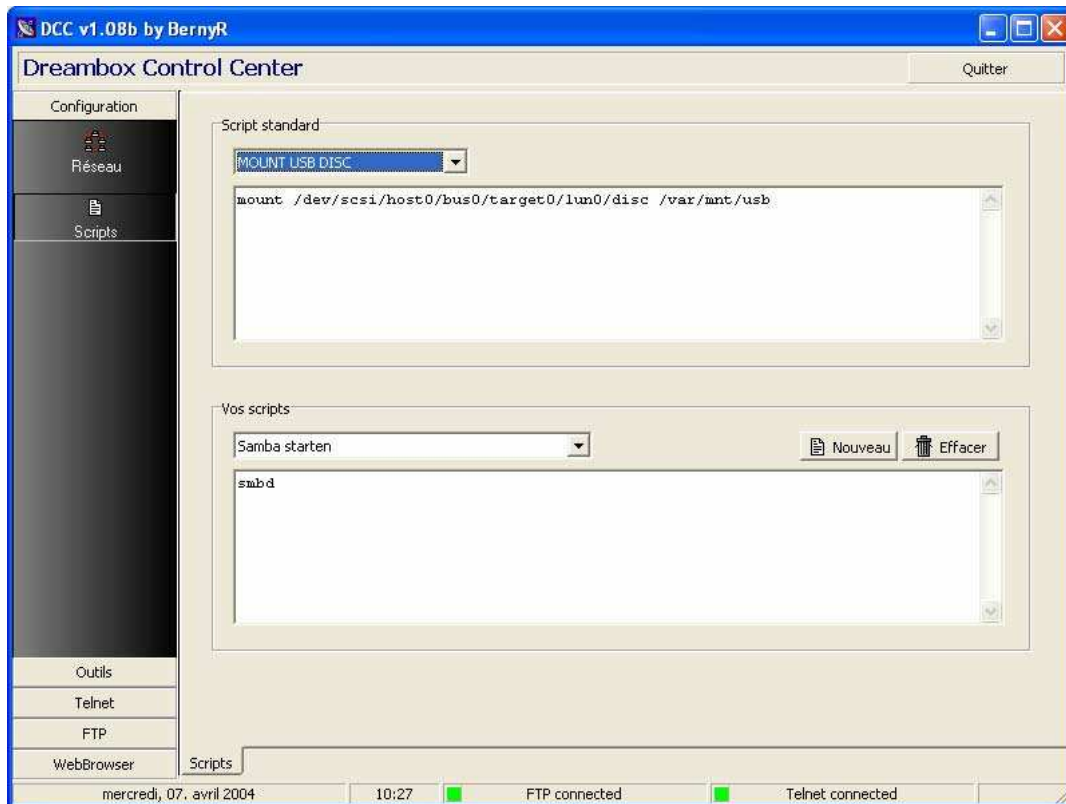 DCC v1.08b by BernyR
Dreambox Control Center
Quitter
Configuration
Réseau
Scripts
Script standard
MOUNT USB DISC
mount /dev/scsi/host0/bus0/target0/lun0/disc /var/mnt/usb
Vos scripts
Samba starten
Nouveau
Effacer
smbd
Outils
Telnet
FTP
WebBrowser
Scripts
mercredi, 07. avril 2004
10:27
FTP connected
Telnet connected